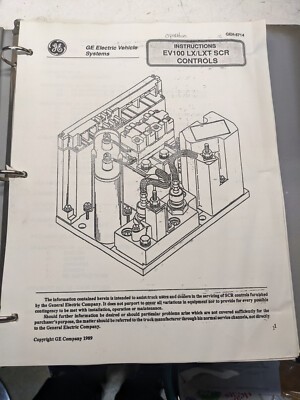 GE Electric Vehicle
Systems
INSTRUCTIONS
EV100 LX/LXT SCR
CONTROLS
The information contained herein is intended to assist truck users and dealers in the servicing of SCR controls furnished
by the General Electric Company. It does not purport to cover all variations in equipment nor to provide for every possible
contingency to be met with installation, operation or maintenance.
Should further information be desired or should particular problems arise which are not covered sufficiently for the
purchaser's purpose, the matter should be referred to the truck manufacturer through his normal service channels, not directly
to the General Electric Company.
Copyright GE Company 1989